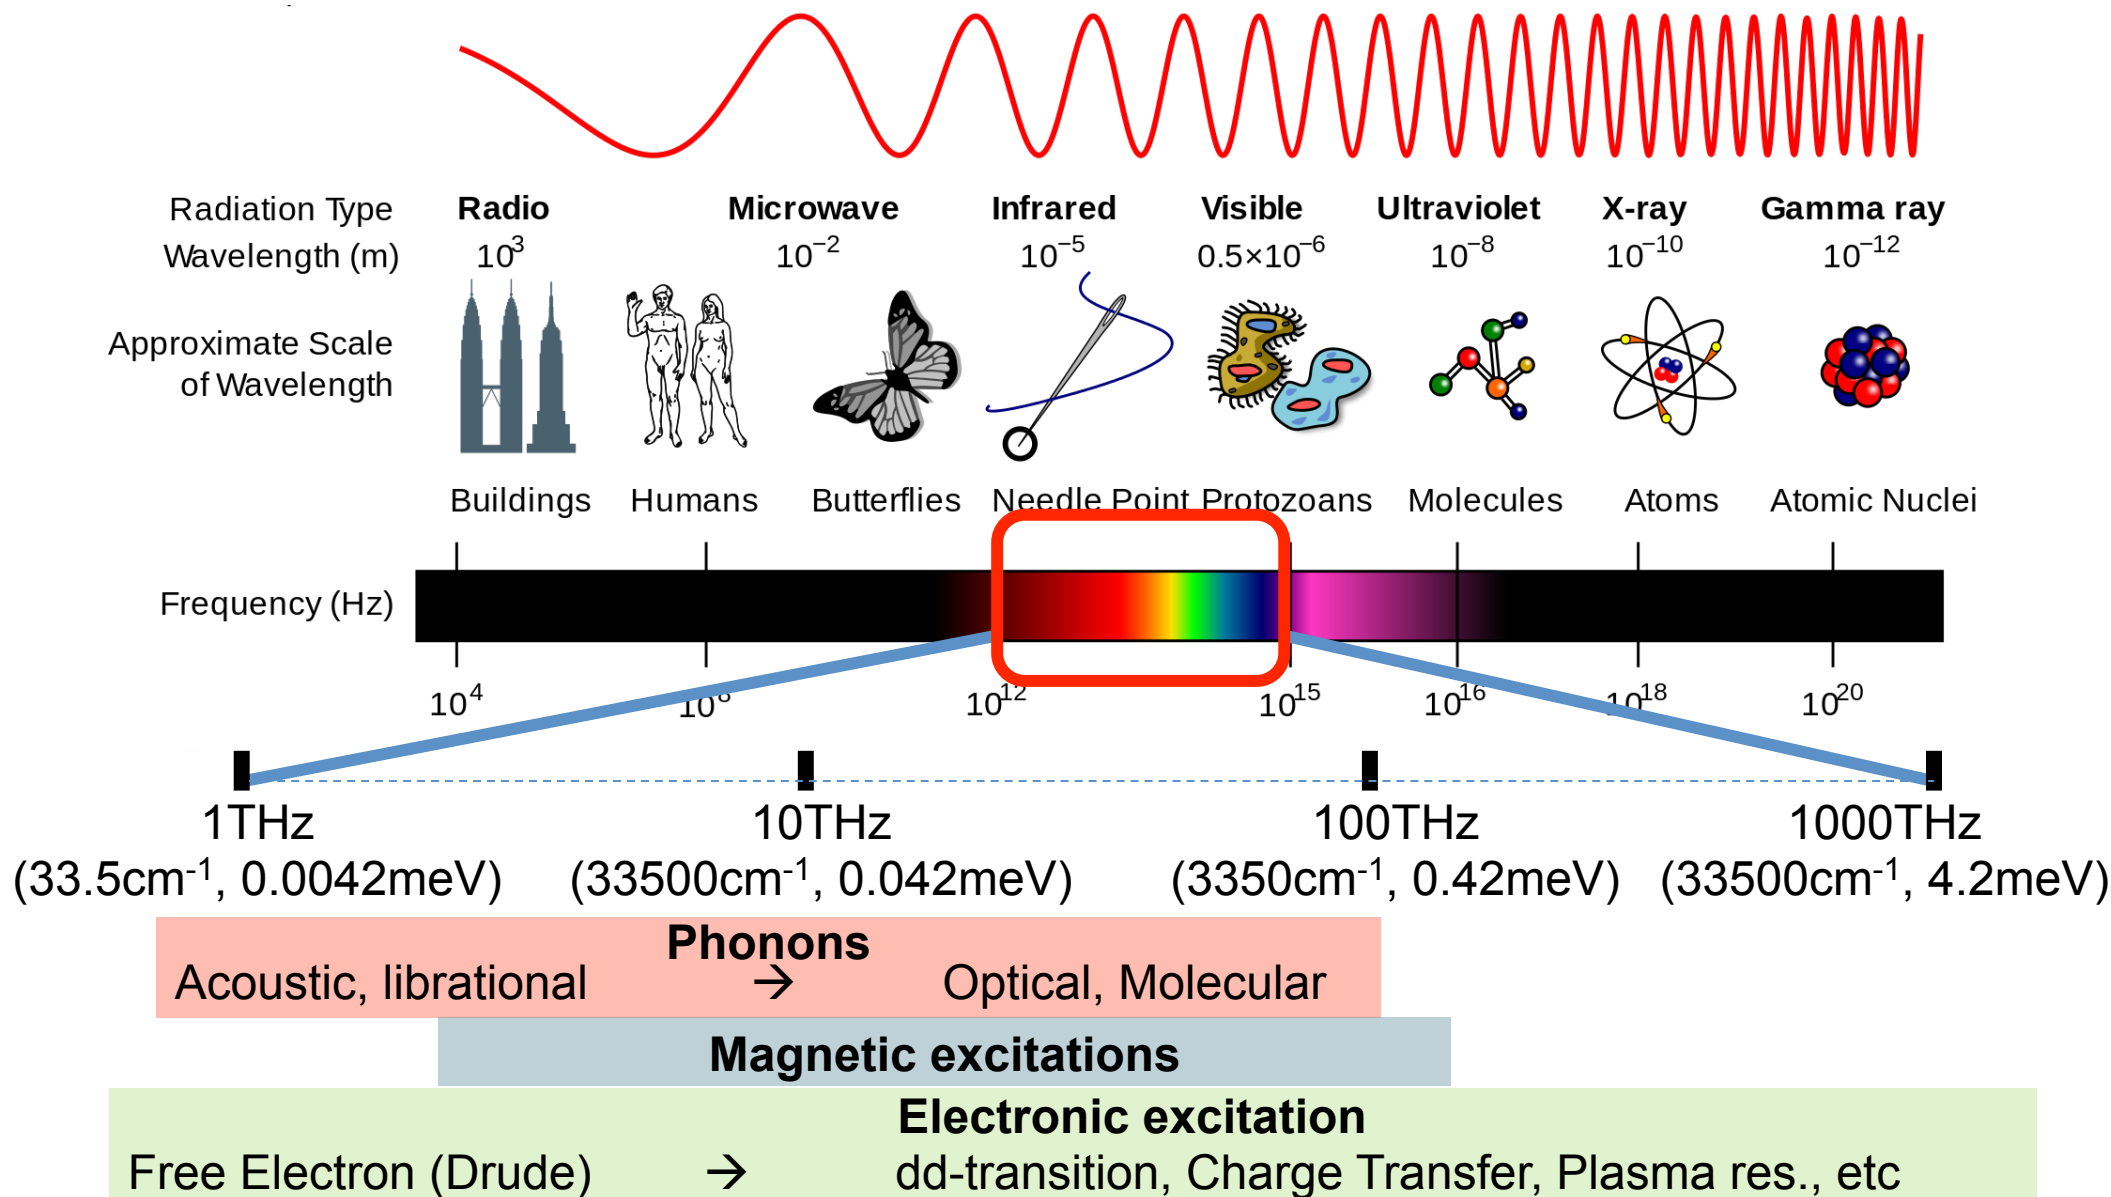 Radiation Type Radio Microwave Infrared Visible Ultraviolet X-ray Gamma ray
Wavelength (m) 10³ 10⁻² 10⁻⁵ 0.5×10⁻⁶ 10⁻⁸ 10⁻¹⁰ 10⁻¹²
Approximate Scale
of Wavelength
Buildings Humans Butterflies Needle Point Protozoans Molecules Atoms Atomic Nuclei
Frequency (Hz)
10⁴ 10⁸ 10¹² 10¹⁵ 10¹⁶ 10¹⁸ 10²⁰
1THz 10THz 100THz 1000THz
(33.5cm⁻¹, 0.0042meV) (33500cm⁻¹, 0.042meV) (3350cm⁻¹, 0.42meV) (33500cm⁻¹, 4.2meV)
Phonons
Acoustic, librational → Optical, Molecular
Magnetic excitations
Electronic excitation
Free Electron (Drude) → dd-transition, Charge Transfer, Plasma res., etc